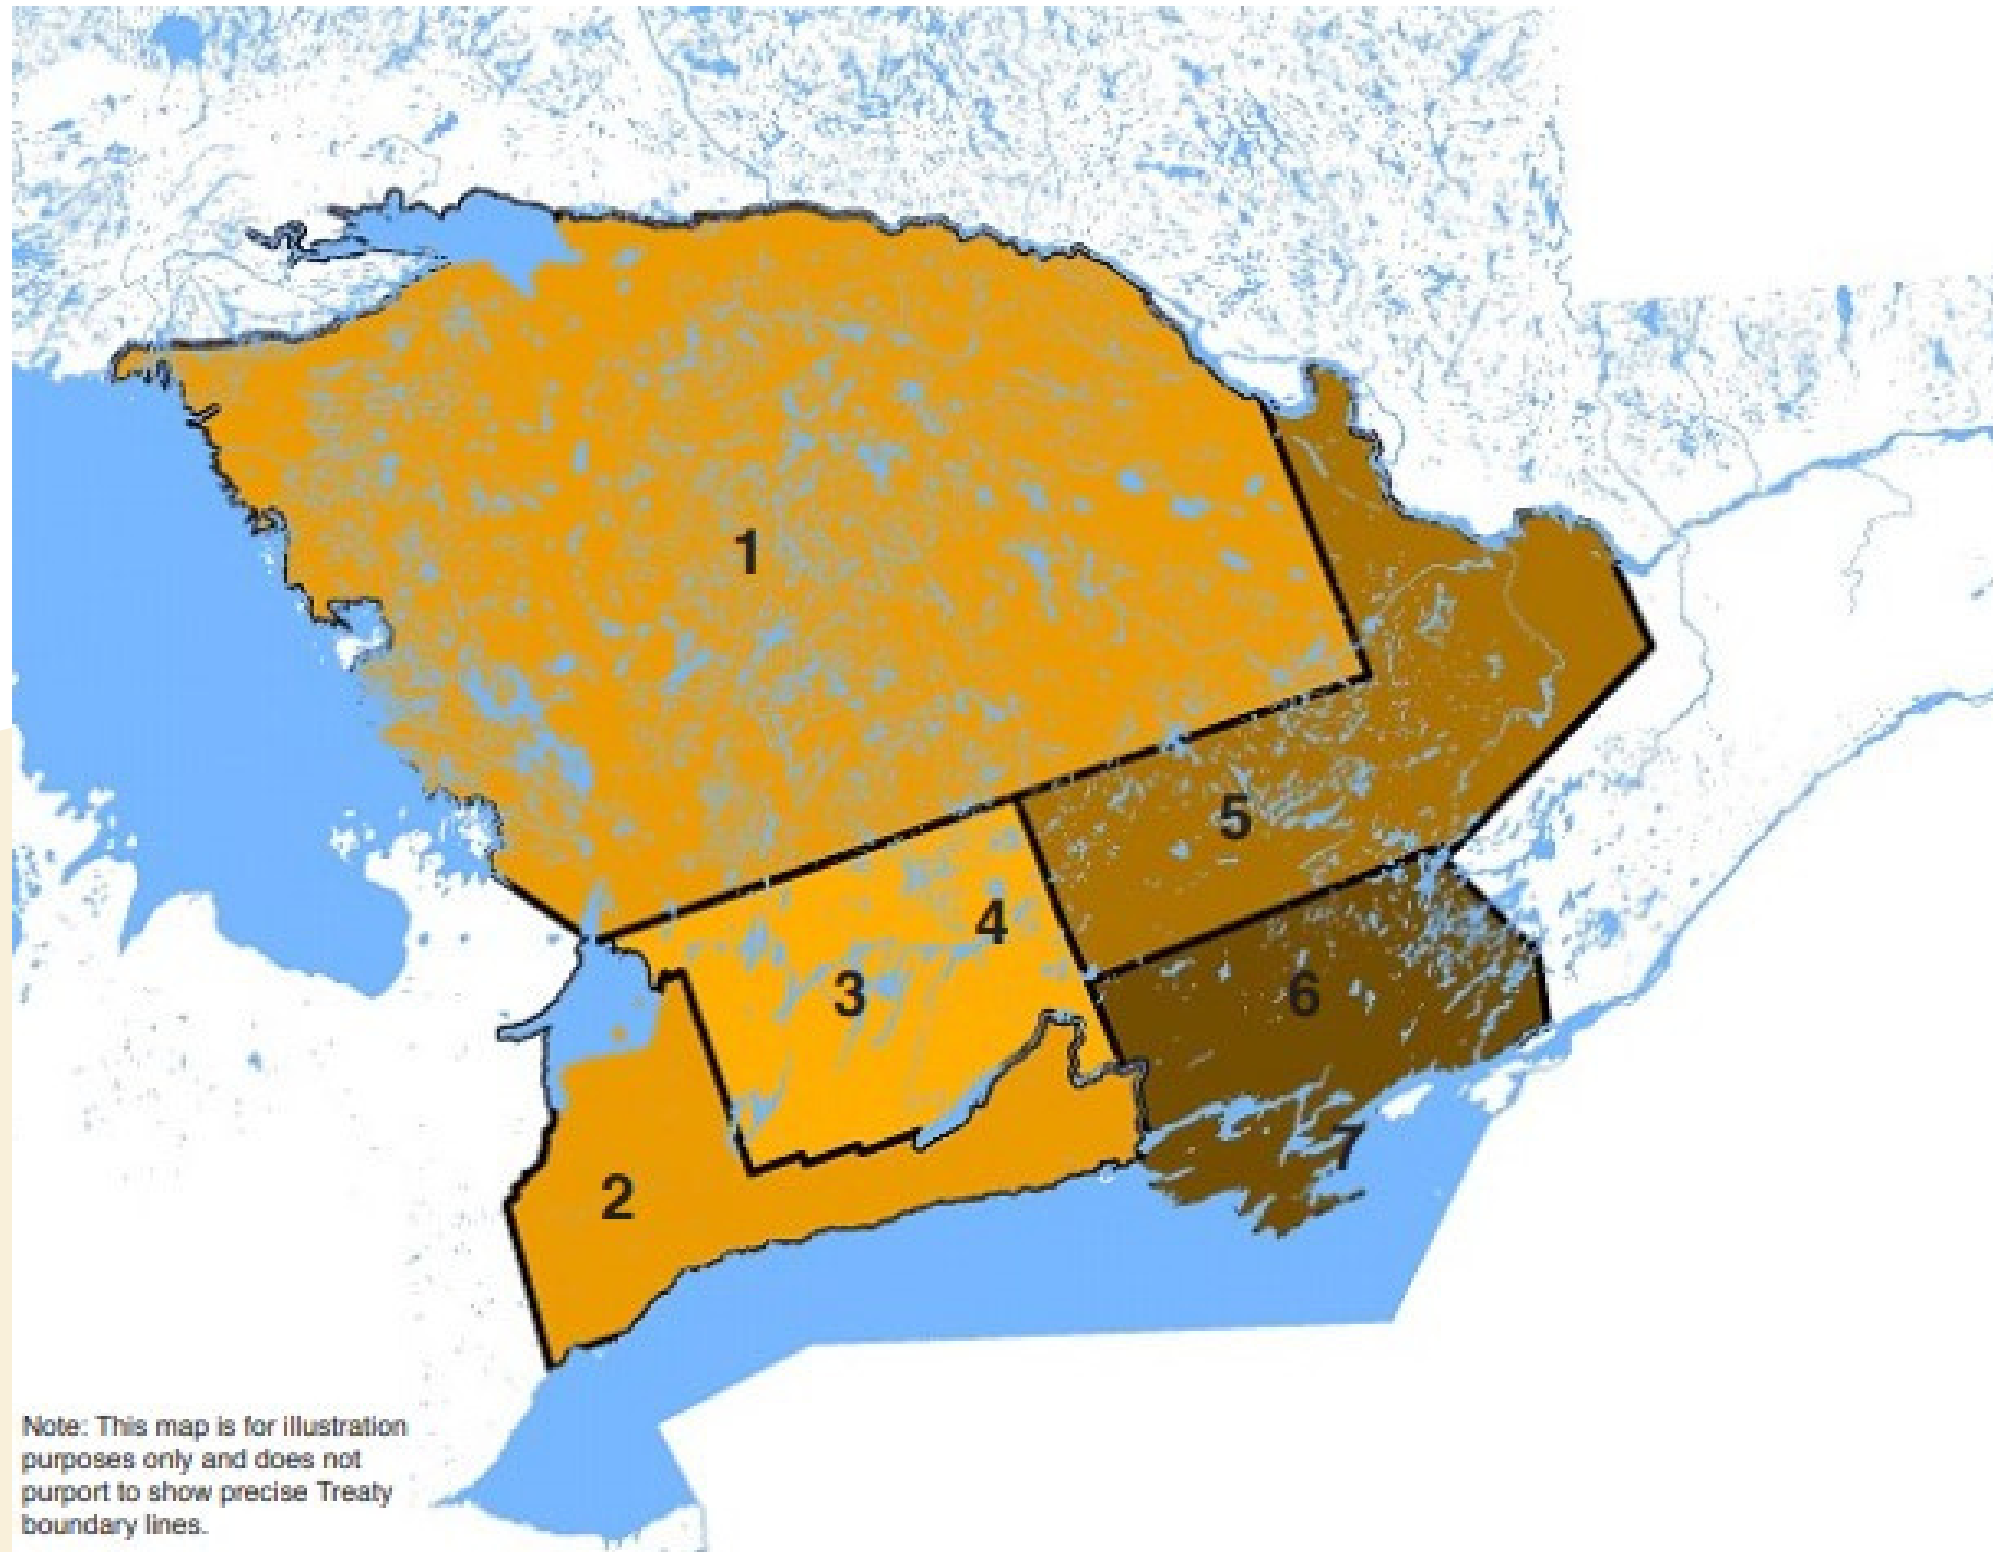 1
5
4
3
6
7
2
Note: This map is for illustration
purposes only and does not
purport to show precise Treaty
boundary lines.